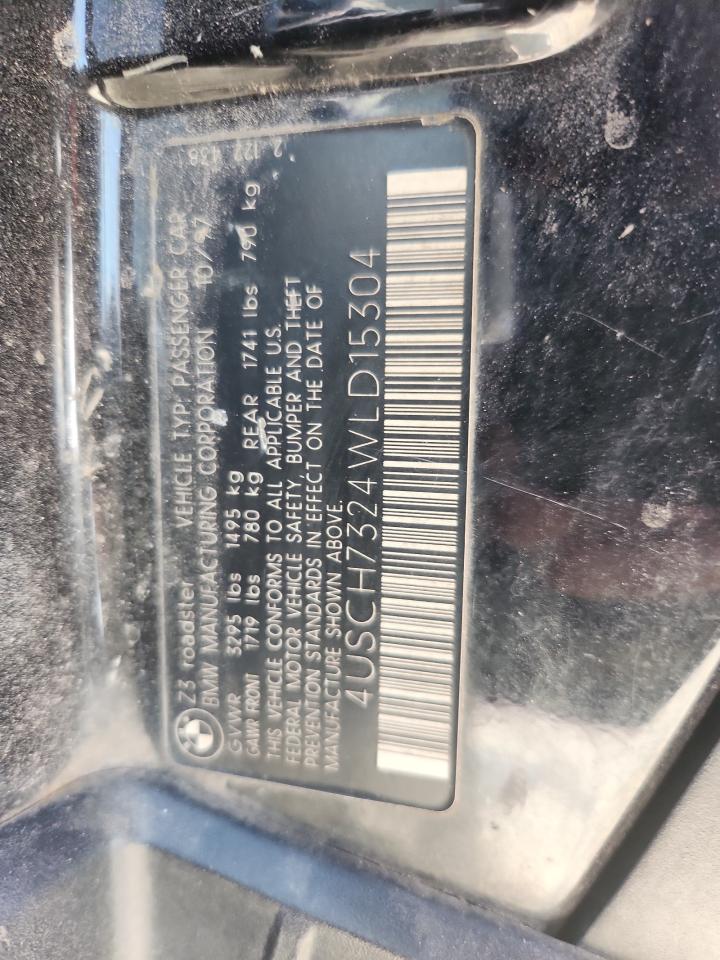 Z3 roadster VEHICLE TYP: PASSENGER CAR
BMW MANUFACTURING CORPORATION 10/97
GVWR 3295 lbs 1495 kg
GAWR FRONT 1719 lbs 780 kg REAR 1741 lbs 790 kg
THIS VEHICLE CONFORMS TO ALL APPLICABLE U.S.
FEDERAL MOTOR VEHICLE SAFETY, BUMPER AND THEFT
PREVENTION STANDARDS IN EFFECT ON THE DATE OF
MANUFACTURE SHOWN ABOVE.
4USCH7324WLD15304